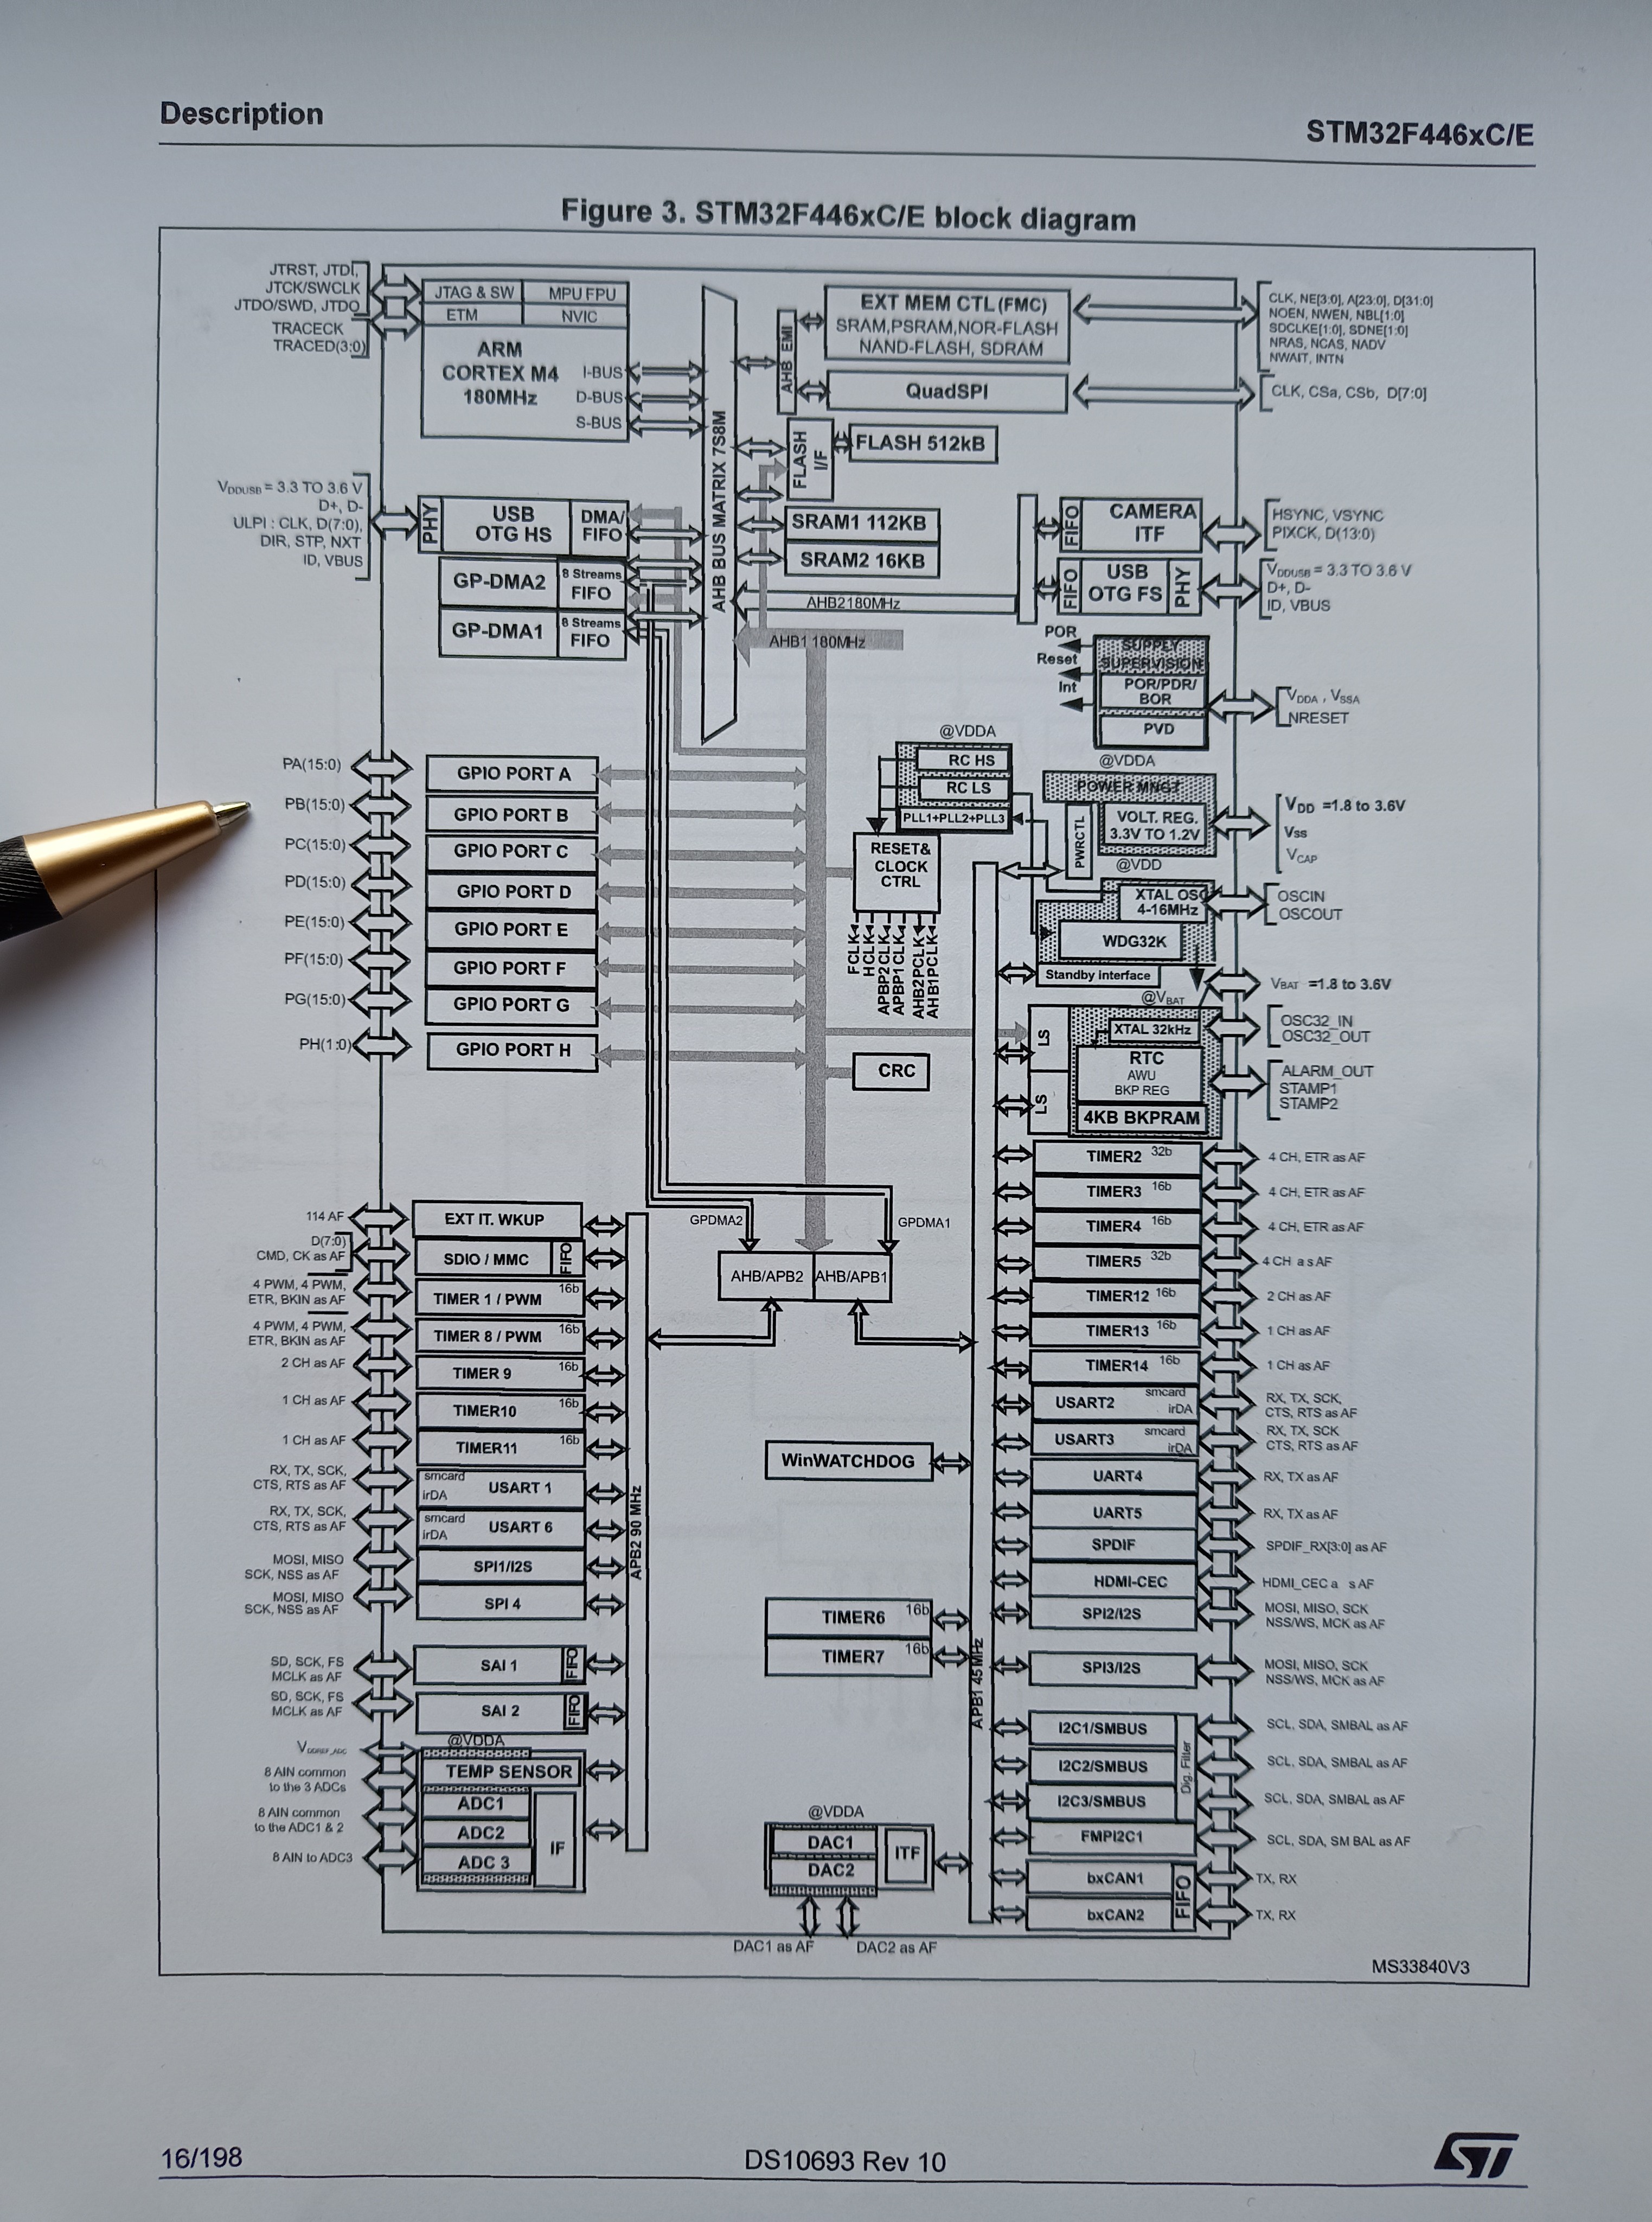 Description
STM32F446xC/E
Figure 3. STM32F446xC/E block diagram
JTRST, JTDI,
JTCK/SWCLK
JTDO/SWD, JTDO
TRACECK
TRACED(3:0)
JTAG & SW
MPU FPU
ETM
NVIC
ARM
CORTEX M4
180MHz
I-BUS
D-BUS
S-BUS
AHB BUS MATRIX 7S8M
AHB EMI
EXT MEM CTL (FMC)
SRAM,PSRAM,NOR-FLASH
NAND-FLASH, SDRAM
QuadSPI
CLK, NE[3:0], A[23:0], D[31:0]
NOEN, NWEN, NBL[1:0]
SDCLKE[1:0], SDNE[1:0]
NRAS, NCAS, NADV
NWAIT, INTN
CLK, CSa, CSb, D[7:0]
FLASH
I/F
FLASH 512kB
VDDUSB = 3.3 TO 3.6 V
D+, D-
ULPI : CLK, D(7:0),
DIR, STP, NXT
ID, VBUS
PHY
USB
OTG HS
DMA/
FIFO
GP-DMA2
8 Streams
FIFO
GP-DMA1
8 Streams
FIFO
SRAM1 112KB
SRAM2 16KB
AHB2180MHz
AHB1 180MHz
FIFO
CAMERA
ITF
HSYNC, VSYNC
PIXCK, D(13:0)
FIFO
USB
OTG FS
PHY
VDDUSB = 3.3 TO 3.6 V
D+, D-
ID, VBUS
POR
Reset
Int
SUPPLY
SUPERVISION
POR/PDR/
BOR
PVD
VDDA , VSSA
NRESET
@VDDA
RC HS
RC LS
PLL1+PLL2+PLL3
@VDDA
POWER MNGT
VOLT. REG.
3.3V TO 1.2V
PWRCTL
@VDD
VDD =1.8 to 3.6V
VSS
VCAP
RESET&
CLOCK
CTRL
FCLK
HCLK
APBP2CLK
APBP1CLK
AHB2PCLK
AHB1PCLK
XTAL OSC
4-16MHz
WDG32K
OSCIN
OSCOUT
Standby interface
@VBAT
VBAT =1.8 to 3.6V
LS
LS
XTAL 32kHz
RTC
AWU
BKP REG
4KB BKPRAM
OSC32_IN
OSC32_OUT
ALARM_OUT
STAMP1
STAMP2
PA(15:0)
GPIO PORT A
PB(15:0)
GPIO PORT B
PC(15:0)
GPIO PORT C
PD(15:0)
GPIO PORT D
PE(15:0)
GPIO PORT E
PF(15:0)
GPIO PORT F
PG(15:0)
GPIO PORT G
PH(1:0)
GPIO PORT H
CRC
GPDMA2
GPDMA1
AHB/APB2
AHB/APB1
114 AF
EXT IT. WKUP
D(7:0)
CMD, CK as AF
SDIO / MMC
FIFO
4 PWM, 4 PWM,
ETR, BKIN as AF
TIMER 1 / PWM 16b
4 PWM, 4 PWM,
ETR, BKIN as AF
TIMER 8 / PWM 16b
2 CH as AF
TIMER 9 16b
1 CH as AF
TIMER10 16b
1 CH as AF
TIMER11 16b
RX, TX, SCK,
CTS, RTS as AF
smcard
irDA
USART 1
RX, TX, SCK,
CTS, RTS as AF
smcard
irDA
USART 6
MOSI, MISO
SCK, NSS as AF
SPI1/I2S
MOSI, MISO
SCK, NSS as AF
SPI 4
SD, SCK, FS
MCLK as AF
SAI 1
FIFO
SD, SCK, FS
MCLK as AF
SAI 2
FIFO
APB2 90 MHz
VDDREF_ADC
@VDDA
TEMP SENSOR
8 AIN common
to the 3 ADCs
8 AIN common
to the ADC1 & 2
8 AIN to ADC3
ADC1
ADC2
ADC 3
IF
WinWATCHDOG
TIMER6 16b
TIMER7 16b
APB1 45 MHz
@VDDA
DAC1
DAC2
ITF
DAC1 as AF
DAC2 as AF
TIMER2 32b
4 CH, ETR as AF
TIMER3 16b
4 CH, ETR as AF
TIMER4 16b
4 CH, ETR as AF
TIMER5 32b
4 CH a s AF
TIMER12 16b
2 CH as AF
TIMER13 16b
1 CH as AF
TIMER14 16b
1 CH as AF
USART2
smcard
irDA
RX, TX, SCK,
CTS, RTS as AF
USART3
smcard
irDA
RX, TX, SCK
CTS, RTS as AF
UART4
RX, TX as AF
UART5
RX, TX as AF
SPDIF
SPDIF_RX[3:0] as AF
HDMI-CEC
HDMI_CEC a s AF
SPI2/I2S
MOSI, MISO, SCK
NSS/WS, MCK as AF
SPI3/I2S
MOSI, MISO, SCK
NSS/WS, MCK as AF
I2C1/SMBUS
SCL, SDA, SMBAL as AF
I2C2/SMBUS
SCL, SDA, SMBAL as AF
I2C3/SMBUS
SCL, SDA, SMBAL as AF
Dig. Filter
FMPI2C1
SCL, SDA, SM BAL as AF
bxCAN1
TX, RX
bxCAN2
TX, RX
FIFO
MS33840V3
16/198
DS10693 Rev 10
ST